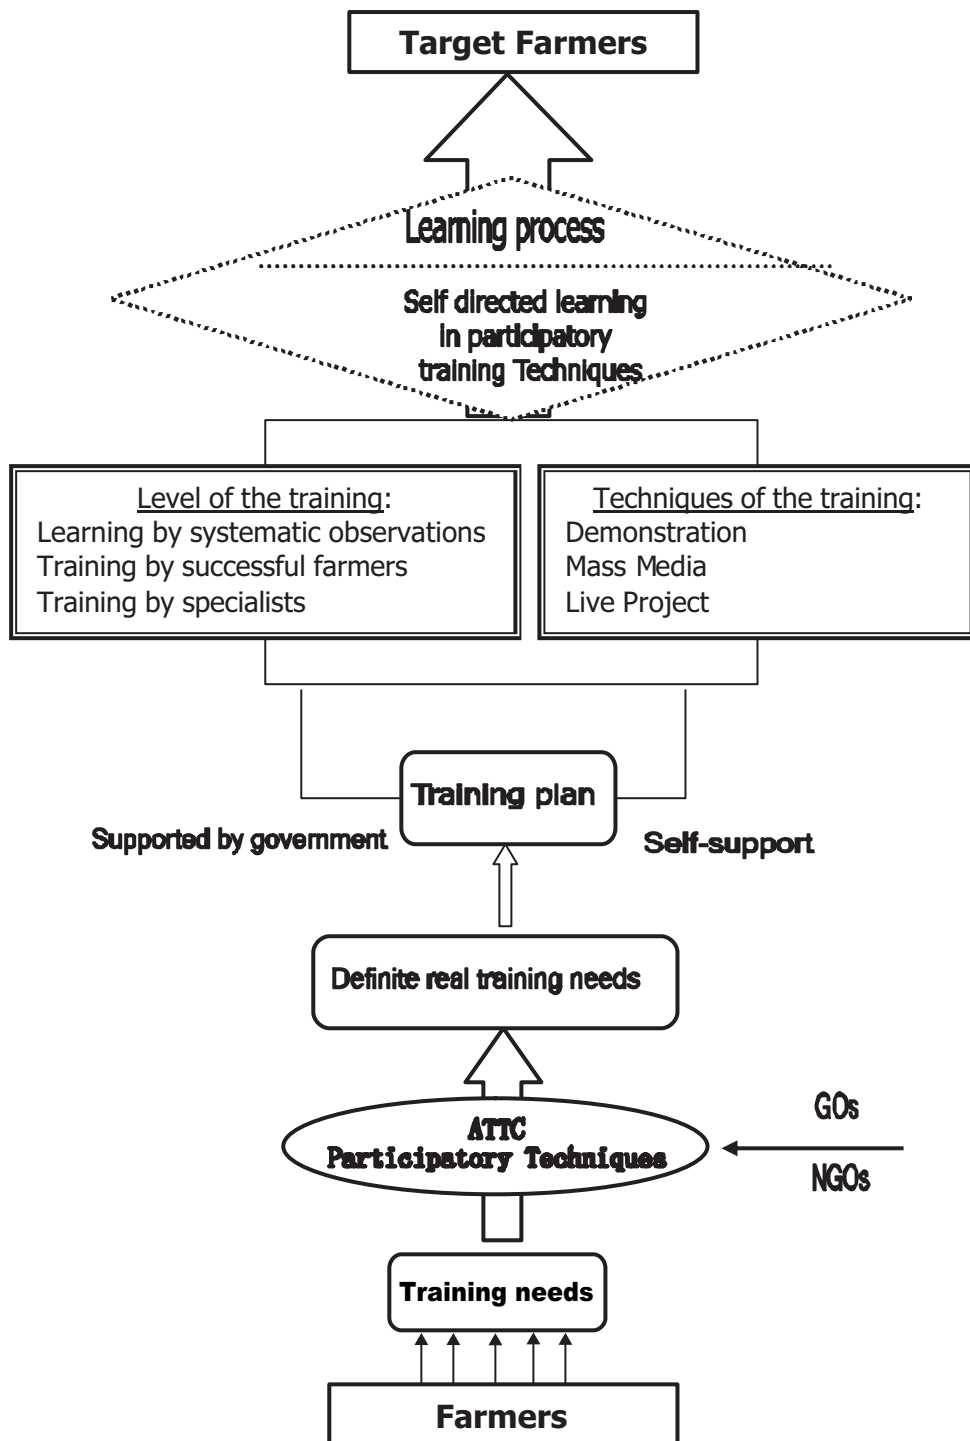 Target Farmers
Learning process
Self directed learning
in participatory
training Techniques
Level of the training:
Learning by systematic observations
Training by successful farmers
Training by specialists
Techniques of the training:
Demonstration
Mass Media
Live Project
Training plan
Supported by government
Self-support
Definite real training needs
ATTC
Participatory Techniques
GOs
NGOs
Training needs
Farmers